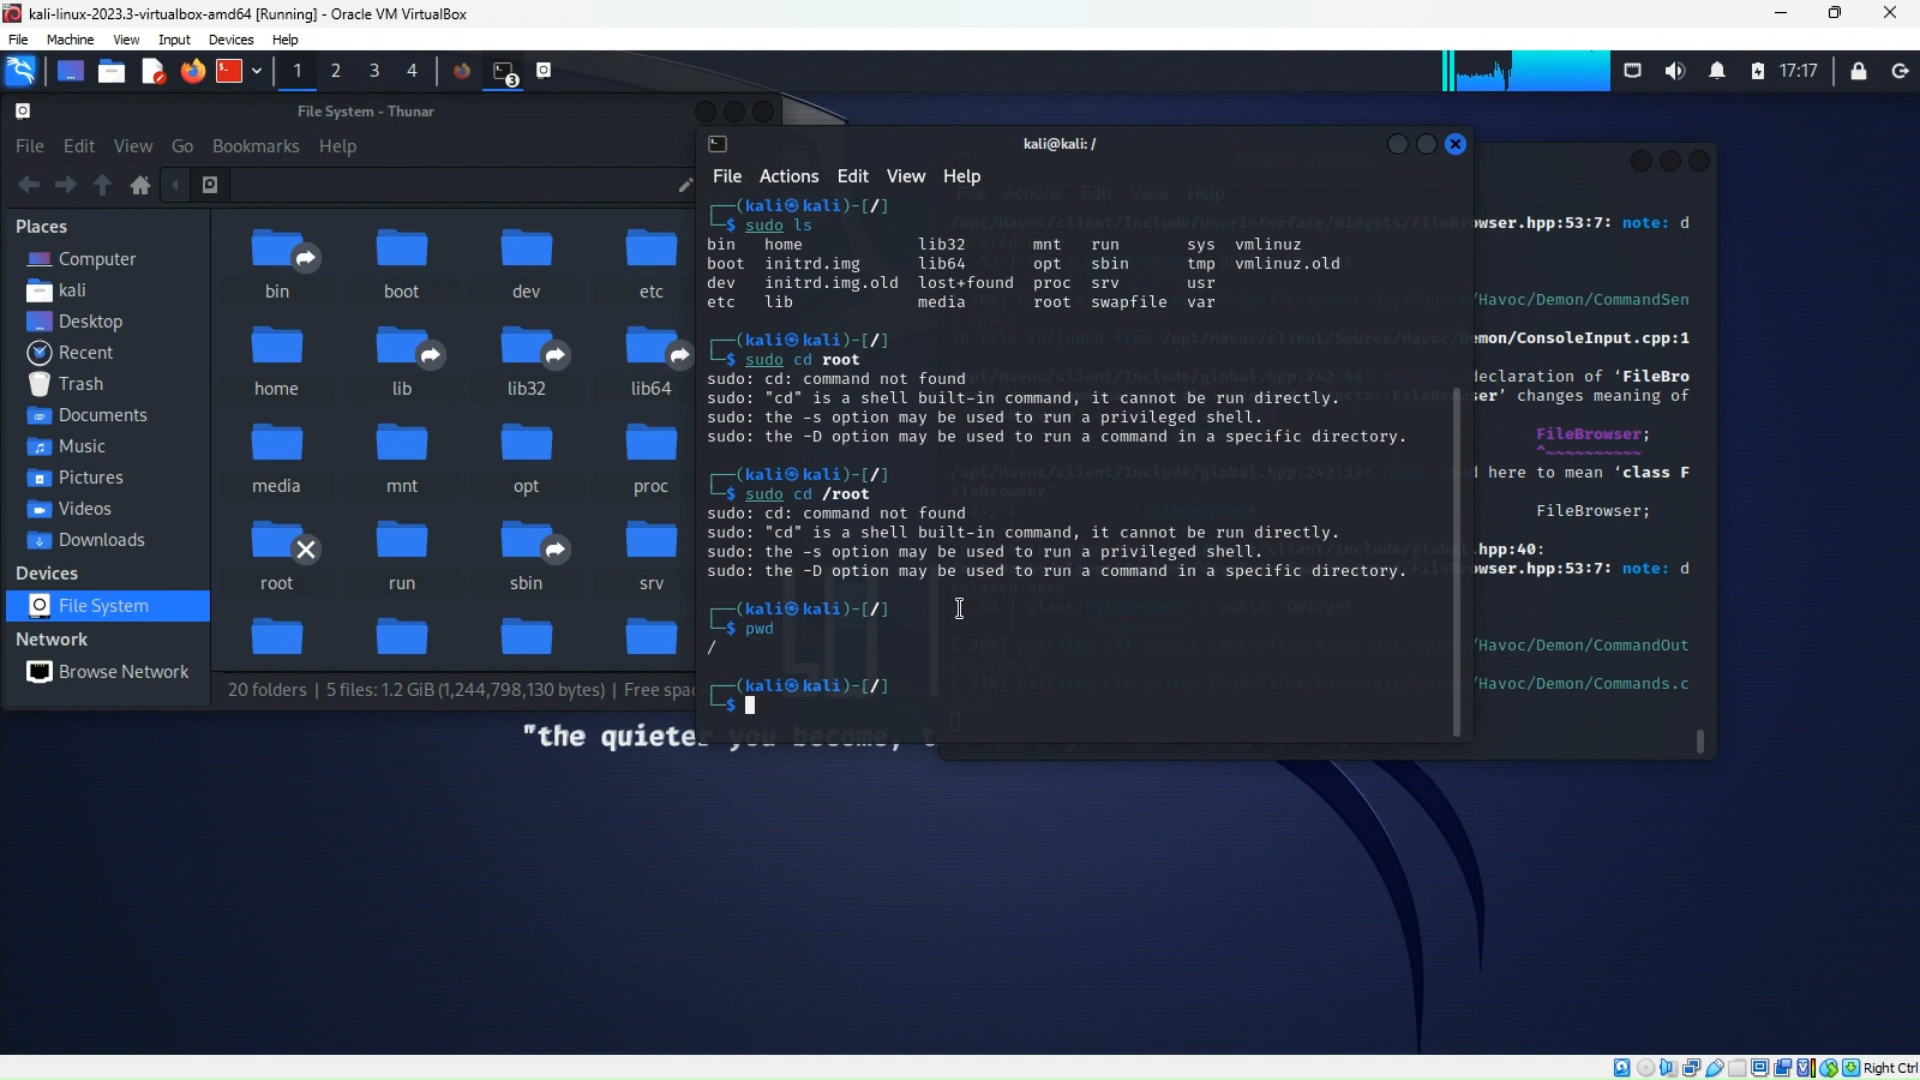 kali-linux-2023.3-virtualbox-amd64 [Running] - Oracle VM VirtualBox
File Machine View Input Devices Help
1 2 3 4 3 17:17
File System - Thunar
File Edit View Go Bookmarks Help
Places
Computer
kali
Desktop
Recent
Trash
Documents
Music
Pictures
Videos
Downloads
Devices
File System
Network
Browse Network
bin boot dev etc
home lib lib32 lib64
media mnt opt proc
root run sbin srv
20 folders | 5 files: 1.2 GiB (1,244,798,130 bytes) | Free spa
kali@kali: /
File Actions Edit View Help
(kali㉿kali)-[/]
$ sudo ls
bin home lib32 mnt run sys vmlinuz
boot initrd.img lib64 opt sbin tmp vmlinuz.old
dev initrd.img.old lost+found proc srv usr
etc lib media root swapfile var
(kali㉿kali)-[/]
$ sudo cd root
sudo: cd: command not found
sudo: "cd" is a shell built-in command, it cannot be run directly.
sudo: the -s option may be used to run a privileged shell.
sudo: the -D option may be used to run a command in a specific directory.
(kali㉿kali)-[/]
$ sudo cd /root
sudo: cd: command not found
sudo: "cd" is a shell built-in command, it cannot be run directly.
sudo: the -s option may be used to run a privileged shell.
sudo: the -D option may be used to run a command in a specific directory.
(kali㉿kali)-[/]
$ pwd
/
(kali㉿kali)-[/]
$
wser.hpp:53:7: note: d
/Havoc/Demon/CommandSen
emon/ConsoleInput.cpp:1
declaration of ‘FileBro
ser’ changes meaning of
FileBrowser;
^~~~~~~~~~~
d here to mean ‘class F
FileBrowser;
.hpp:40:
wser.hpp:53:7: note: d
/Havoc/Demon/CommandOut
/Havoc/Demon/Commands.c
"the quieter you become,
Right Ctrl